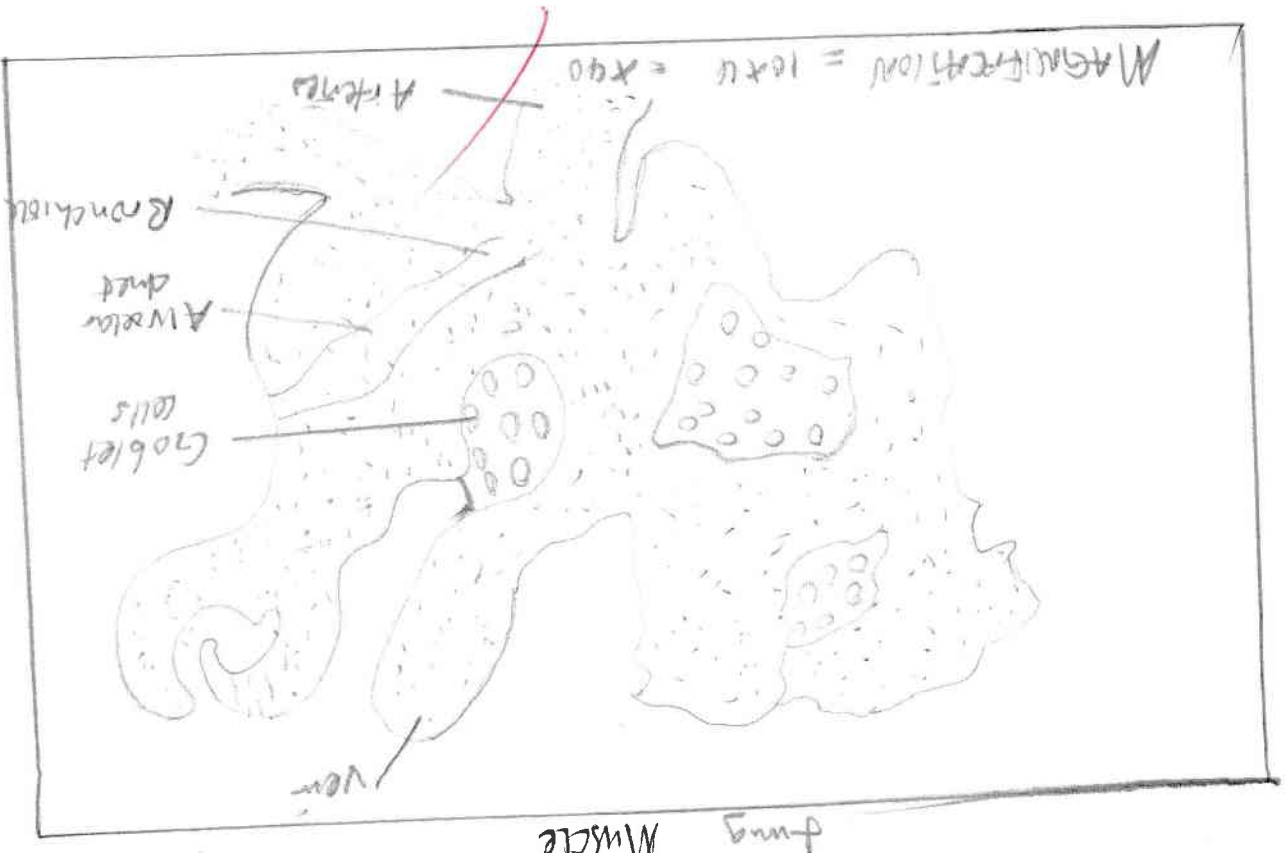 Lung Muscle
Vein
Goblet
cells
Alveolar
duct
Bronchiole
Arteries
MAGNIFICATION = 10x4 = x40